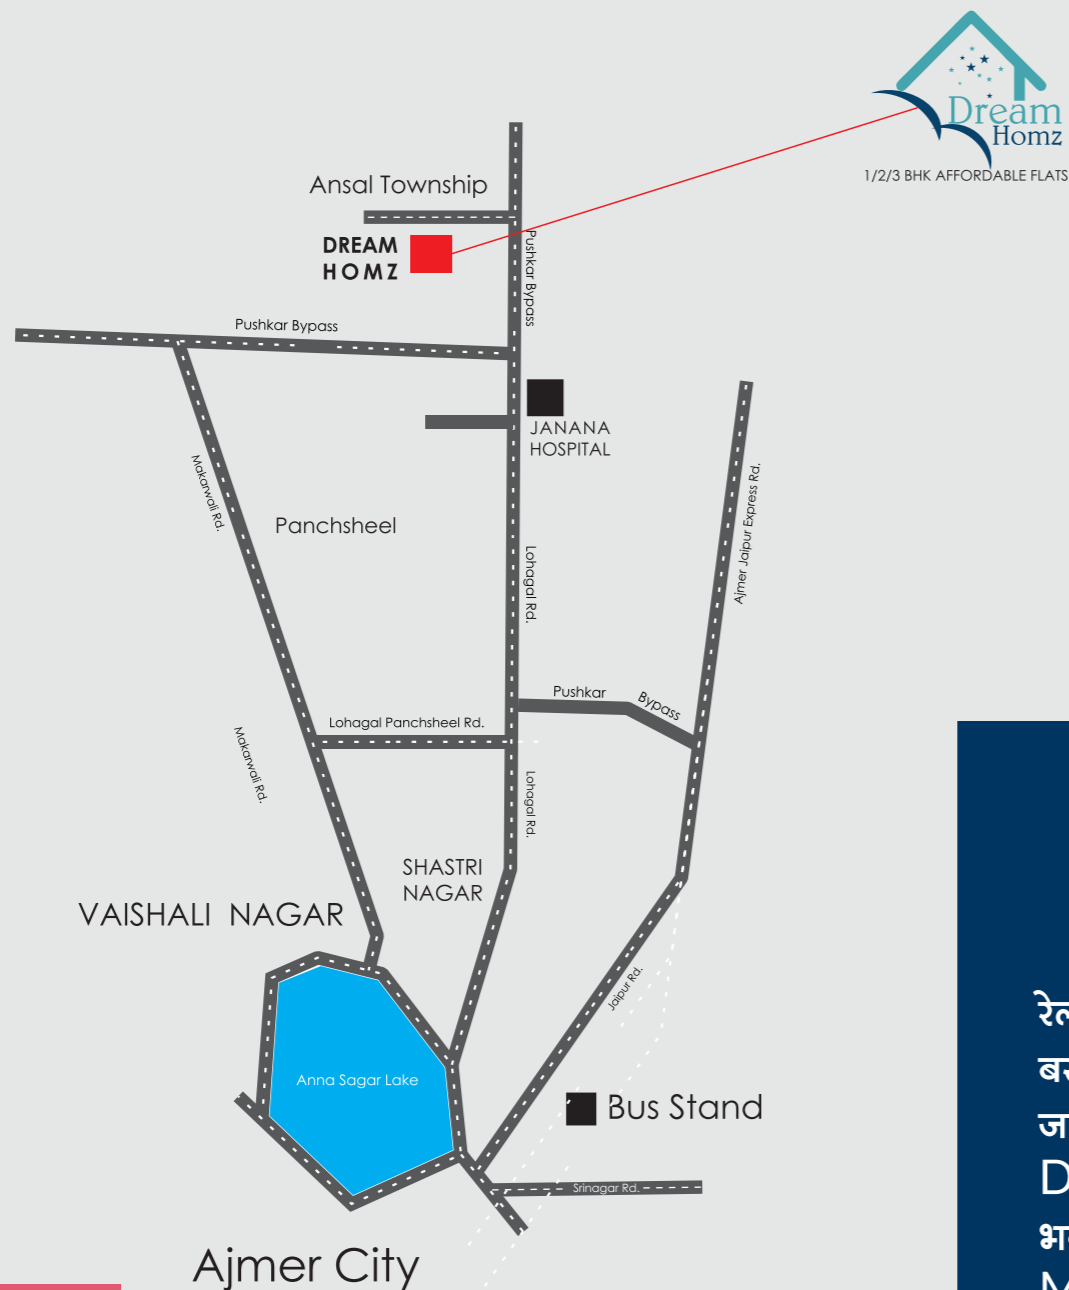 Dream
Homz
1/2/3 BHK AFFORDABLE FLATS
Ansal Township
DREAM
HOMZ
Pushkar Bypass
Pushkar Bypass
JANANA
HOSPITAL
Makarwali Rd.
Panchsheel
Ajmer Jaipur Express Rd.
Lohagal Rd.
Pushkar Bypass
Lohagal Panchsheel Rd.
Makarwali Rd.
Lohagal Rd.
SHASTRI
NAGAR
VAISHALI NAGAR
Jaipur Rd.
Anna Sagar Lake
Bus Stand
Srinagar Rd.
Ajmer City